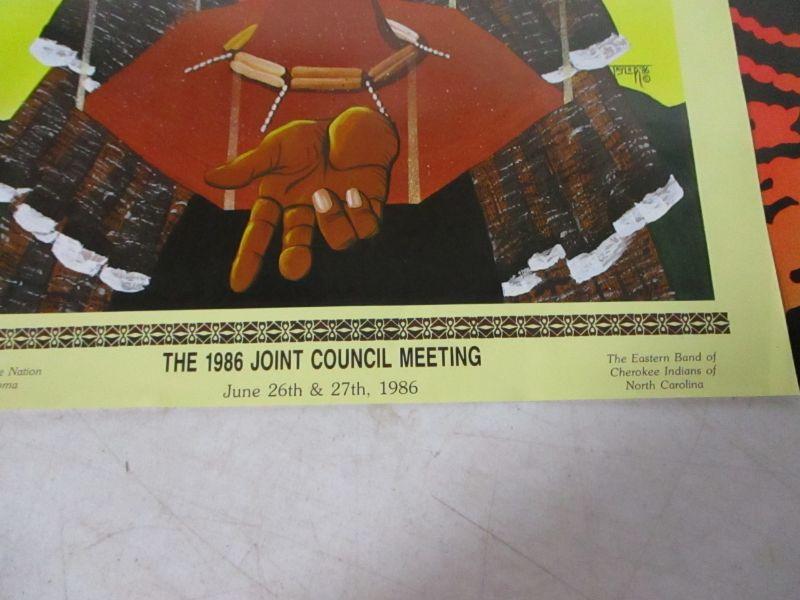 THE 1986 JOINT COUNCIL MEETING
June 26th & 27th, 1986
Nation
The Eastern Band of
Cherokee Indians of
North Carolina